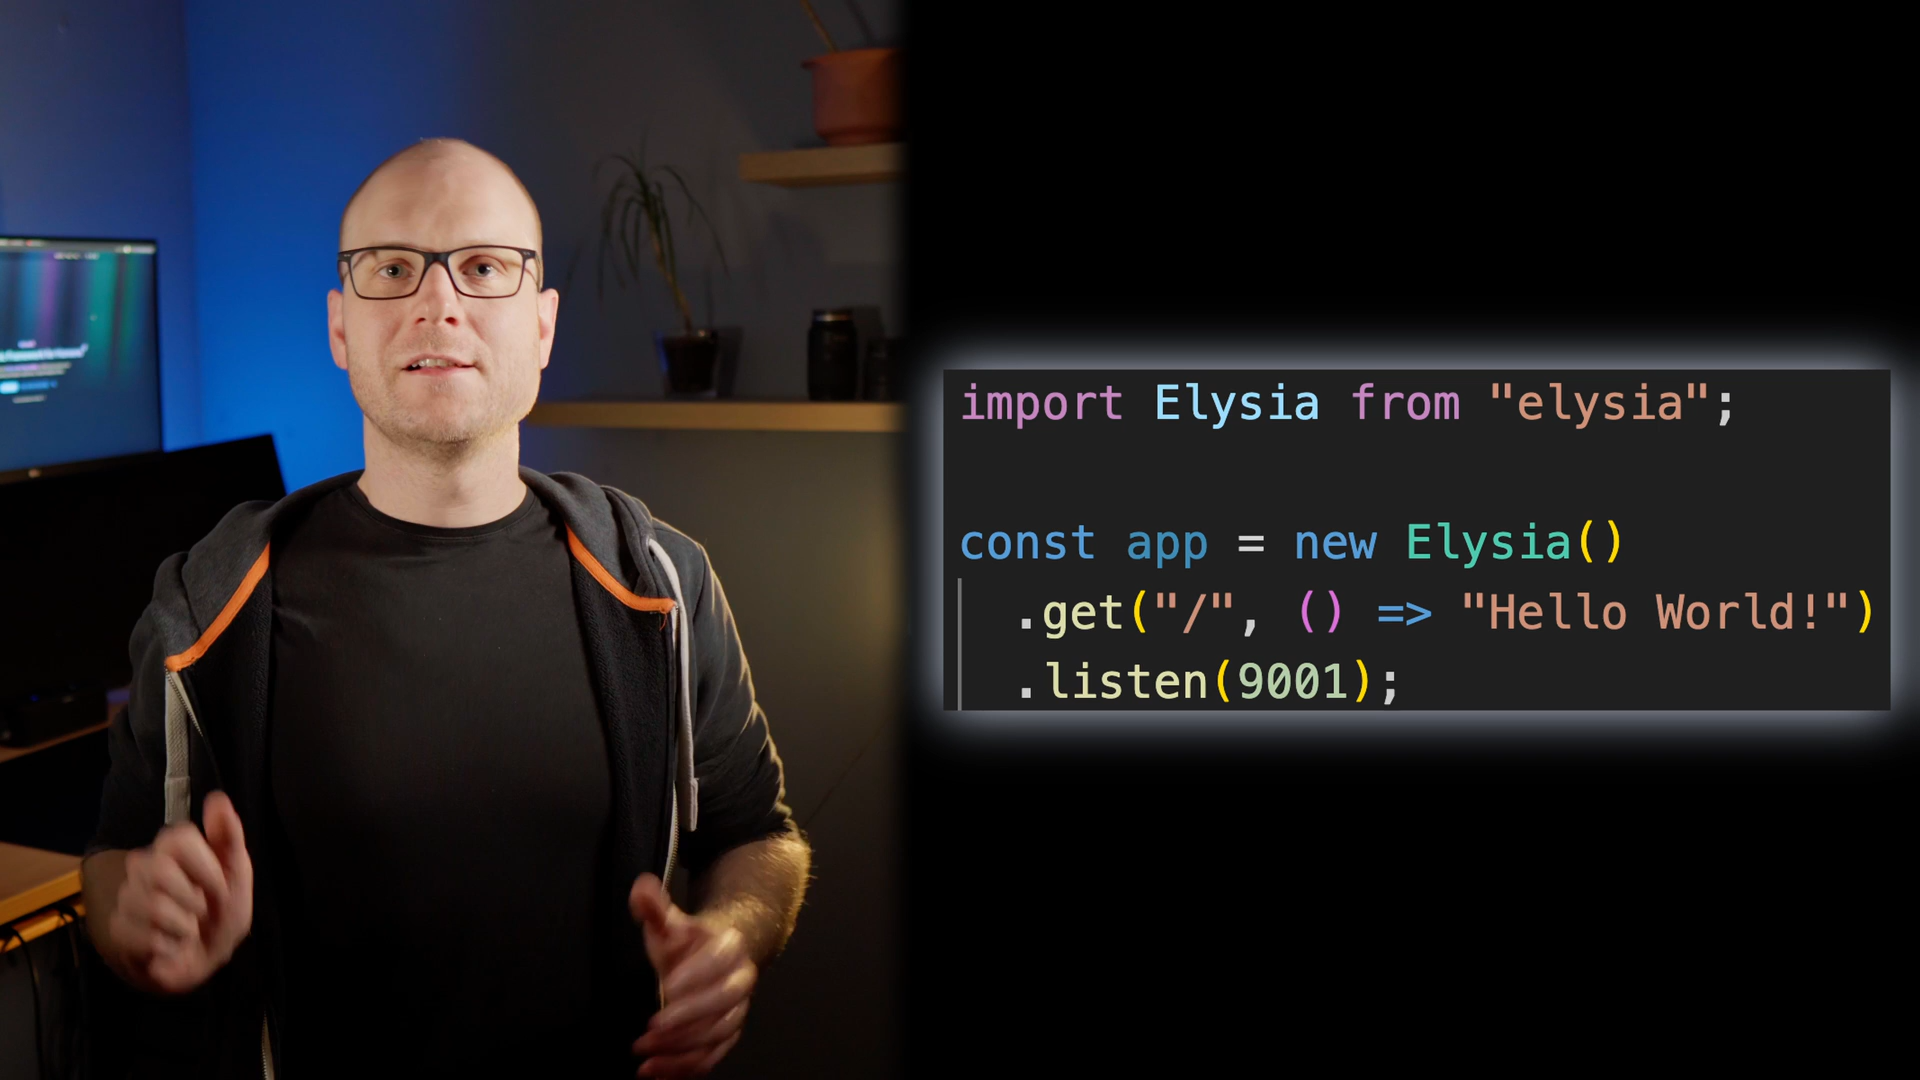 import Elysia from "elysia";
const app = new Elysia()
.get("/", () => "Hello World!")
.listen(9001);